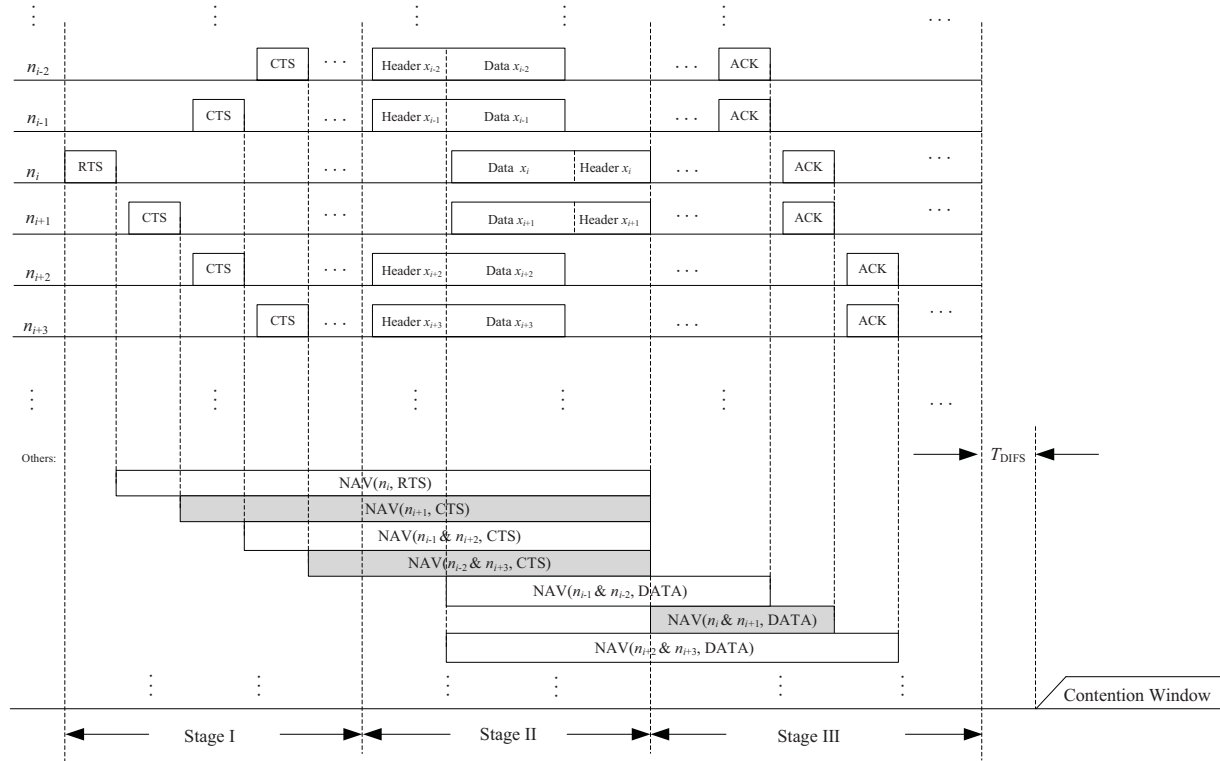 n_{i-2} CTS ... Header x_{i-2} Data x_{i-2} ... ACK
n_{i-1} CTS Header x_{i-1} Data x_{i-1} ACK
n_i RTS ... Data x_i Header x_i ... ACK ...
n_{i+1} CTS ... Data x_{i+1} Header x_{i+1} ACK ...
n_{i+2} CTS ... Header x_{i+2} Data x_{i+2} ... ACK
n_{i+3} CTS ... Header x_{i+3} Data x_{i+3} ... ACK ...
Others:
T_{DIFS}
NAV(n_i, RTS)
NAV(n_{i+1}, CTS)
NAV(n_{i-1} & n_{i+2}, CTS)
NAV(n_{i-2} & n_{i+3}, CTS)
NAV(n_{i-1} & n_{i-2}, DATA)
NAV(n_i & n_{i+1}, DATA)
NAV(n_{i+2} & n_{i+3}, DATA)
Contention Window
Stage I Stage II Stage III